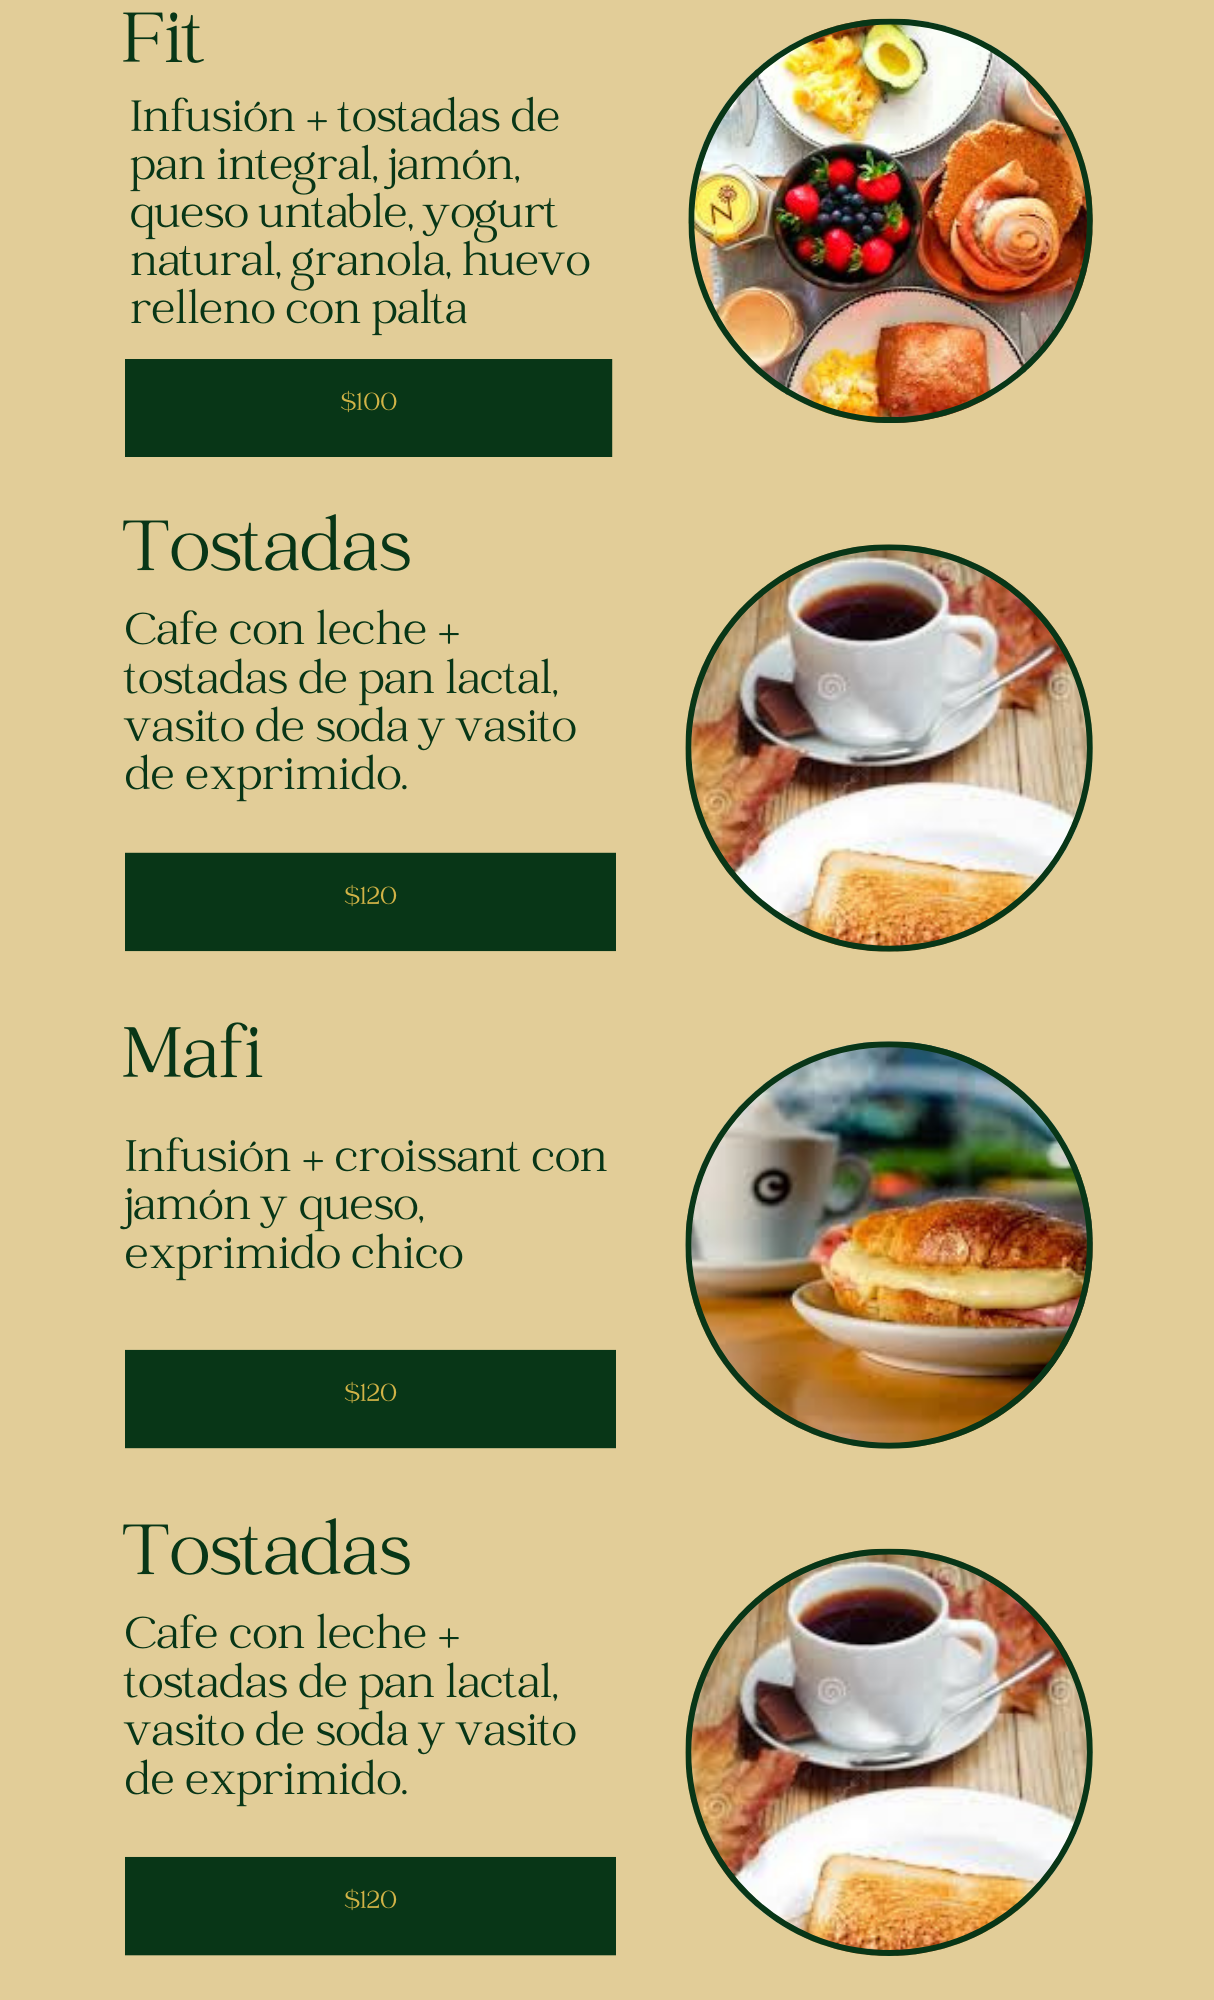 Fit
Infusión + tostadas de
pan integral, jamón,
queso untable, yogurt
natural, granola, huevo
relleno con palta
$100
Tostadas
Cafe con leche +
tostadas de pan lactal,
vasito de soda y vasito
de exprimido.
$120
Mafi
Infusión + croissant con
jamón y queso,
exprimido chico
$120
Tostadas
Cafe con leche +
tostadas de pan lactal,
vasito de soda y vasito
de exprimido.
$120